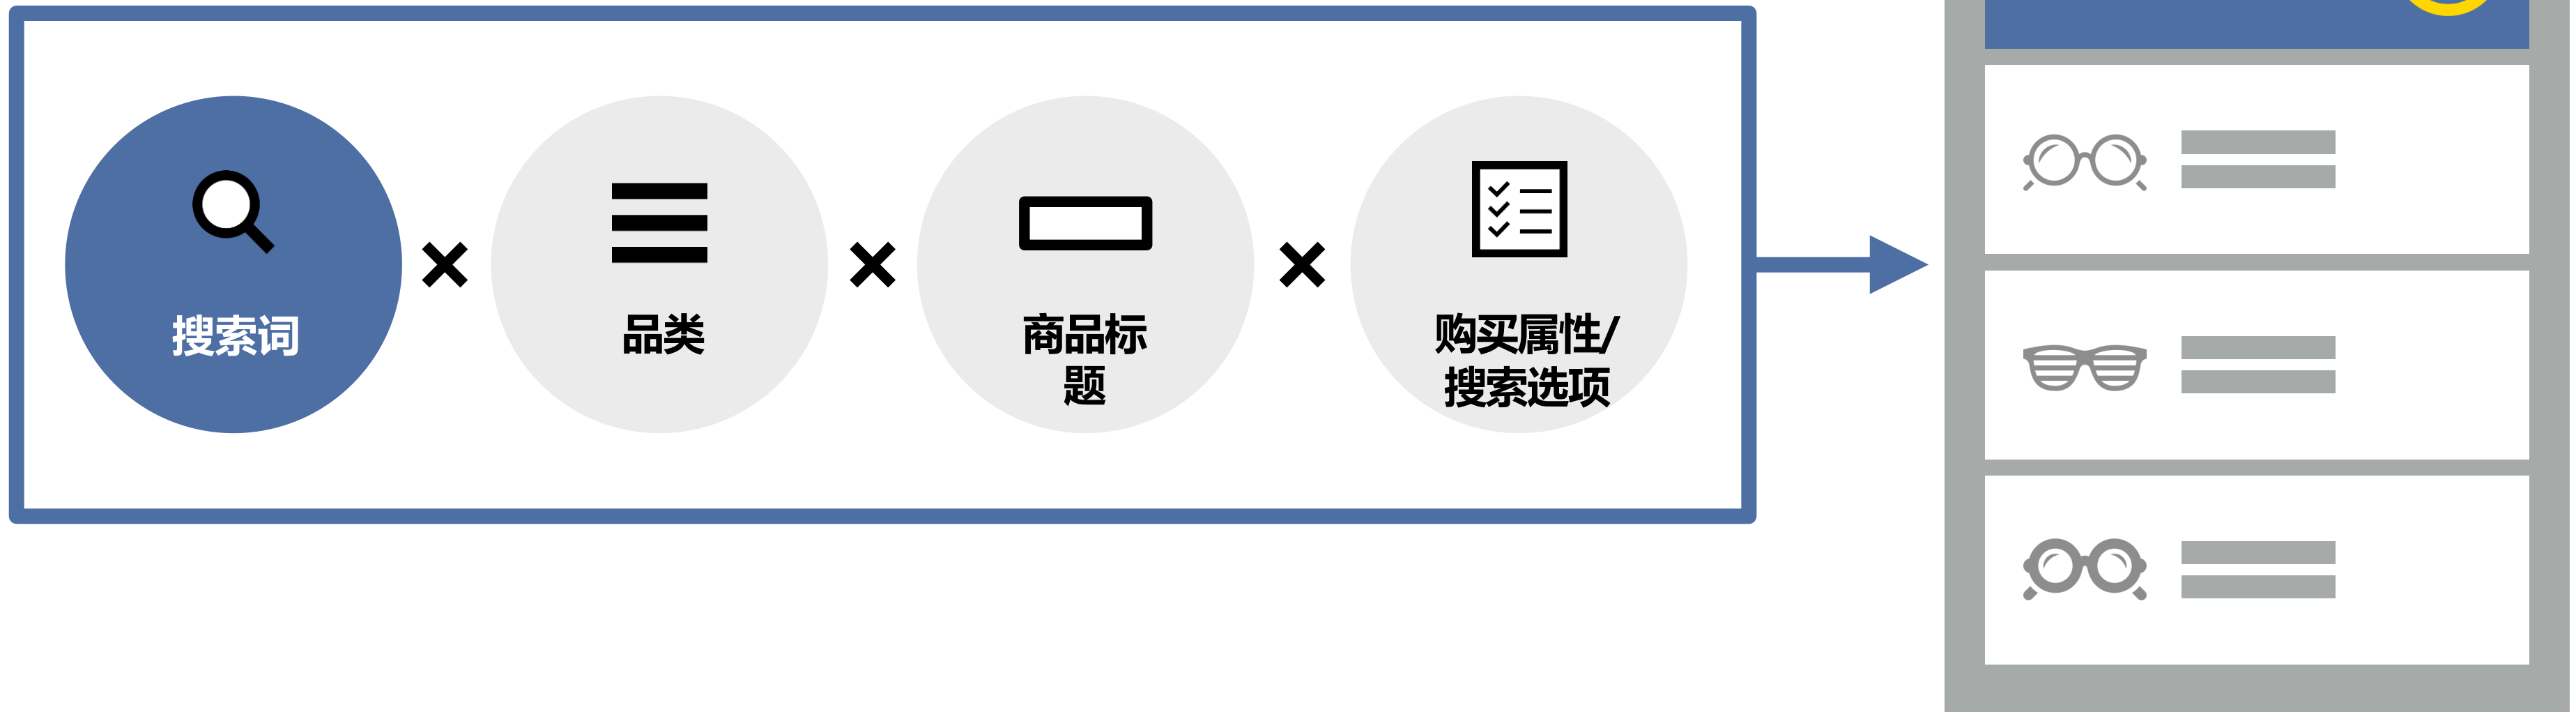 搜索词
品类
商品标
题
购买属性/
搜索选项